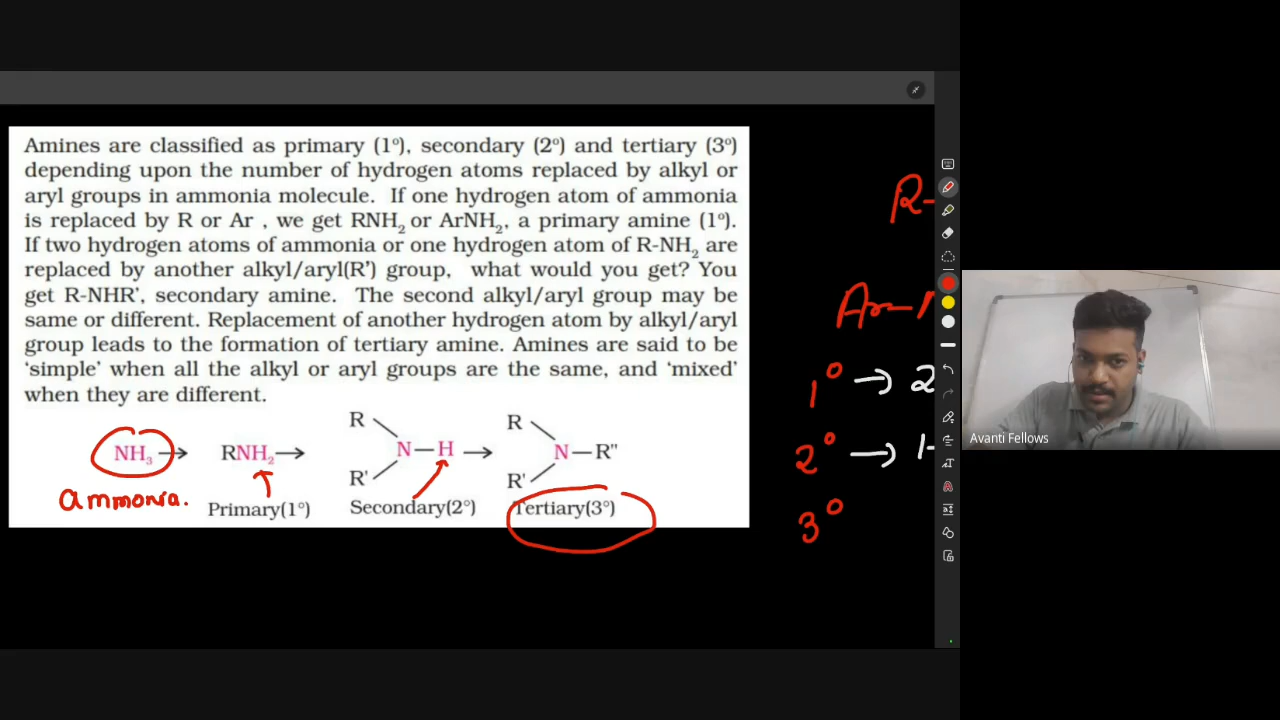 Amines are classified as primary (1°), secondary (2°) and tertiary (3°)
depending upon the number of hydrogen atoms replaced by alkyl or
aryl groups in ammonia molecule. If one hydrogen atom of ammonia
is replaced by R or Ar , we get RNH₂ or ArNH₂, a primary amine (1°).
If two hydrogen atoms of ammonia or one hydrogen atom of R-NH₂ are
replaced by another alkyl/aryl(R’) group, what would you get? You
get R-NHR’, secondary amine. The second alkyl/aryl group may be
same or different. Replacement of another hydrogen atom by alkyl/aryl
group leads to the formation of tertiary amine. Amines are said to be
‘simple’ when all the alkyl or aryl groups are the same, and ‘mixed’
when they are different.
R R
NH₃ → RNH₂ → N—H → N—R"
R' R'
ammonia.
Primary(1°) Secondary(2°) Tertiary(3°)
R-
Ar-
1° → 2
2° → 1-
3°
Avanti Fellows